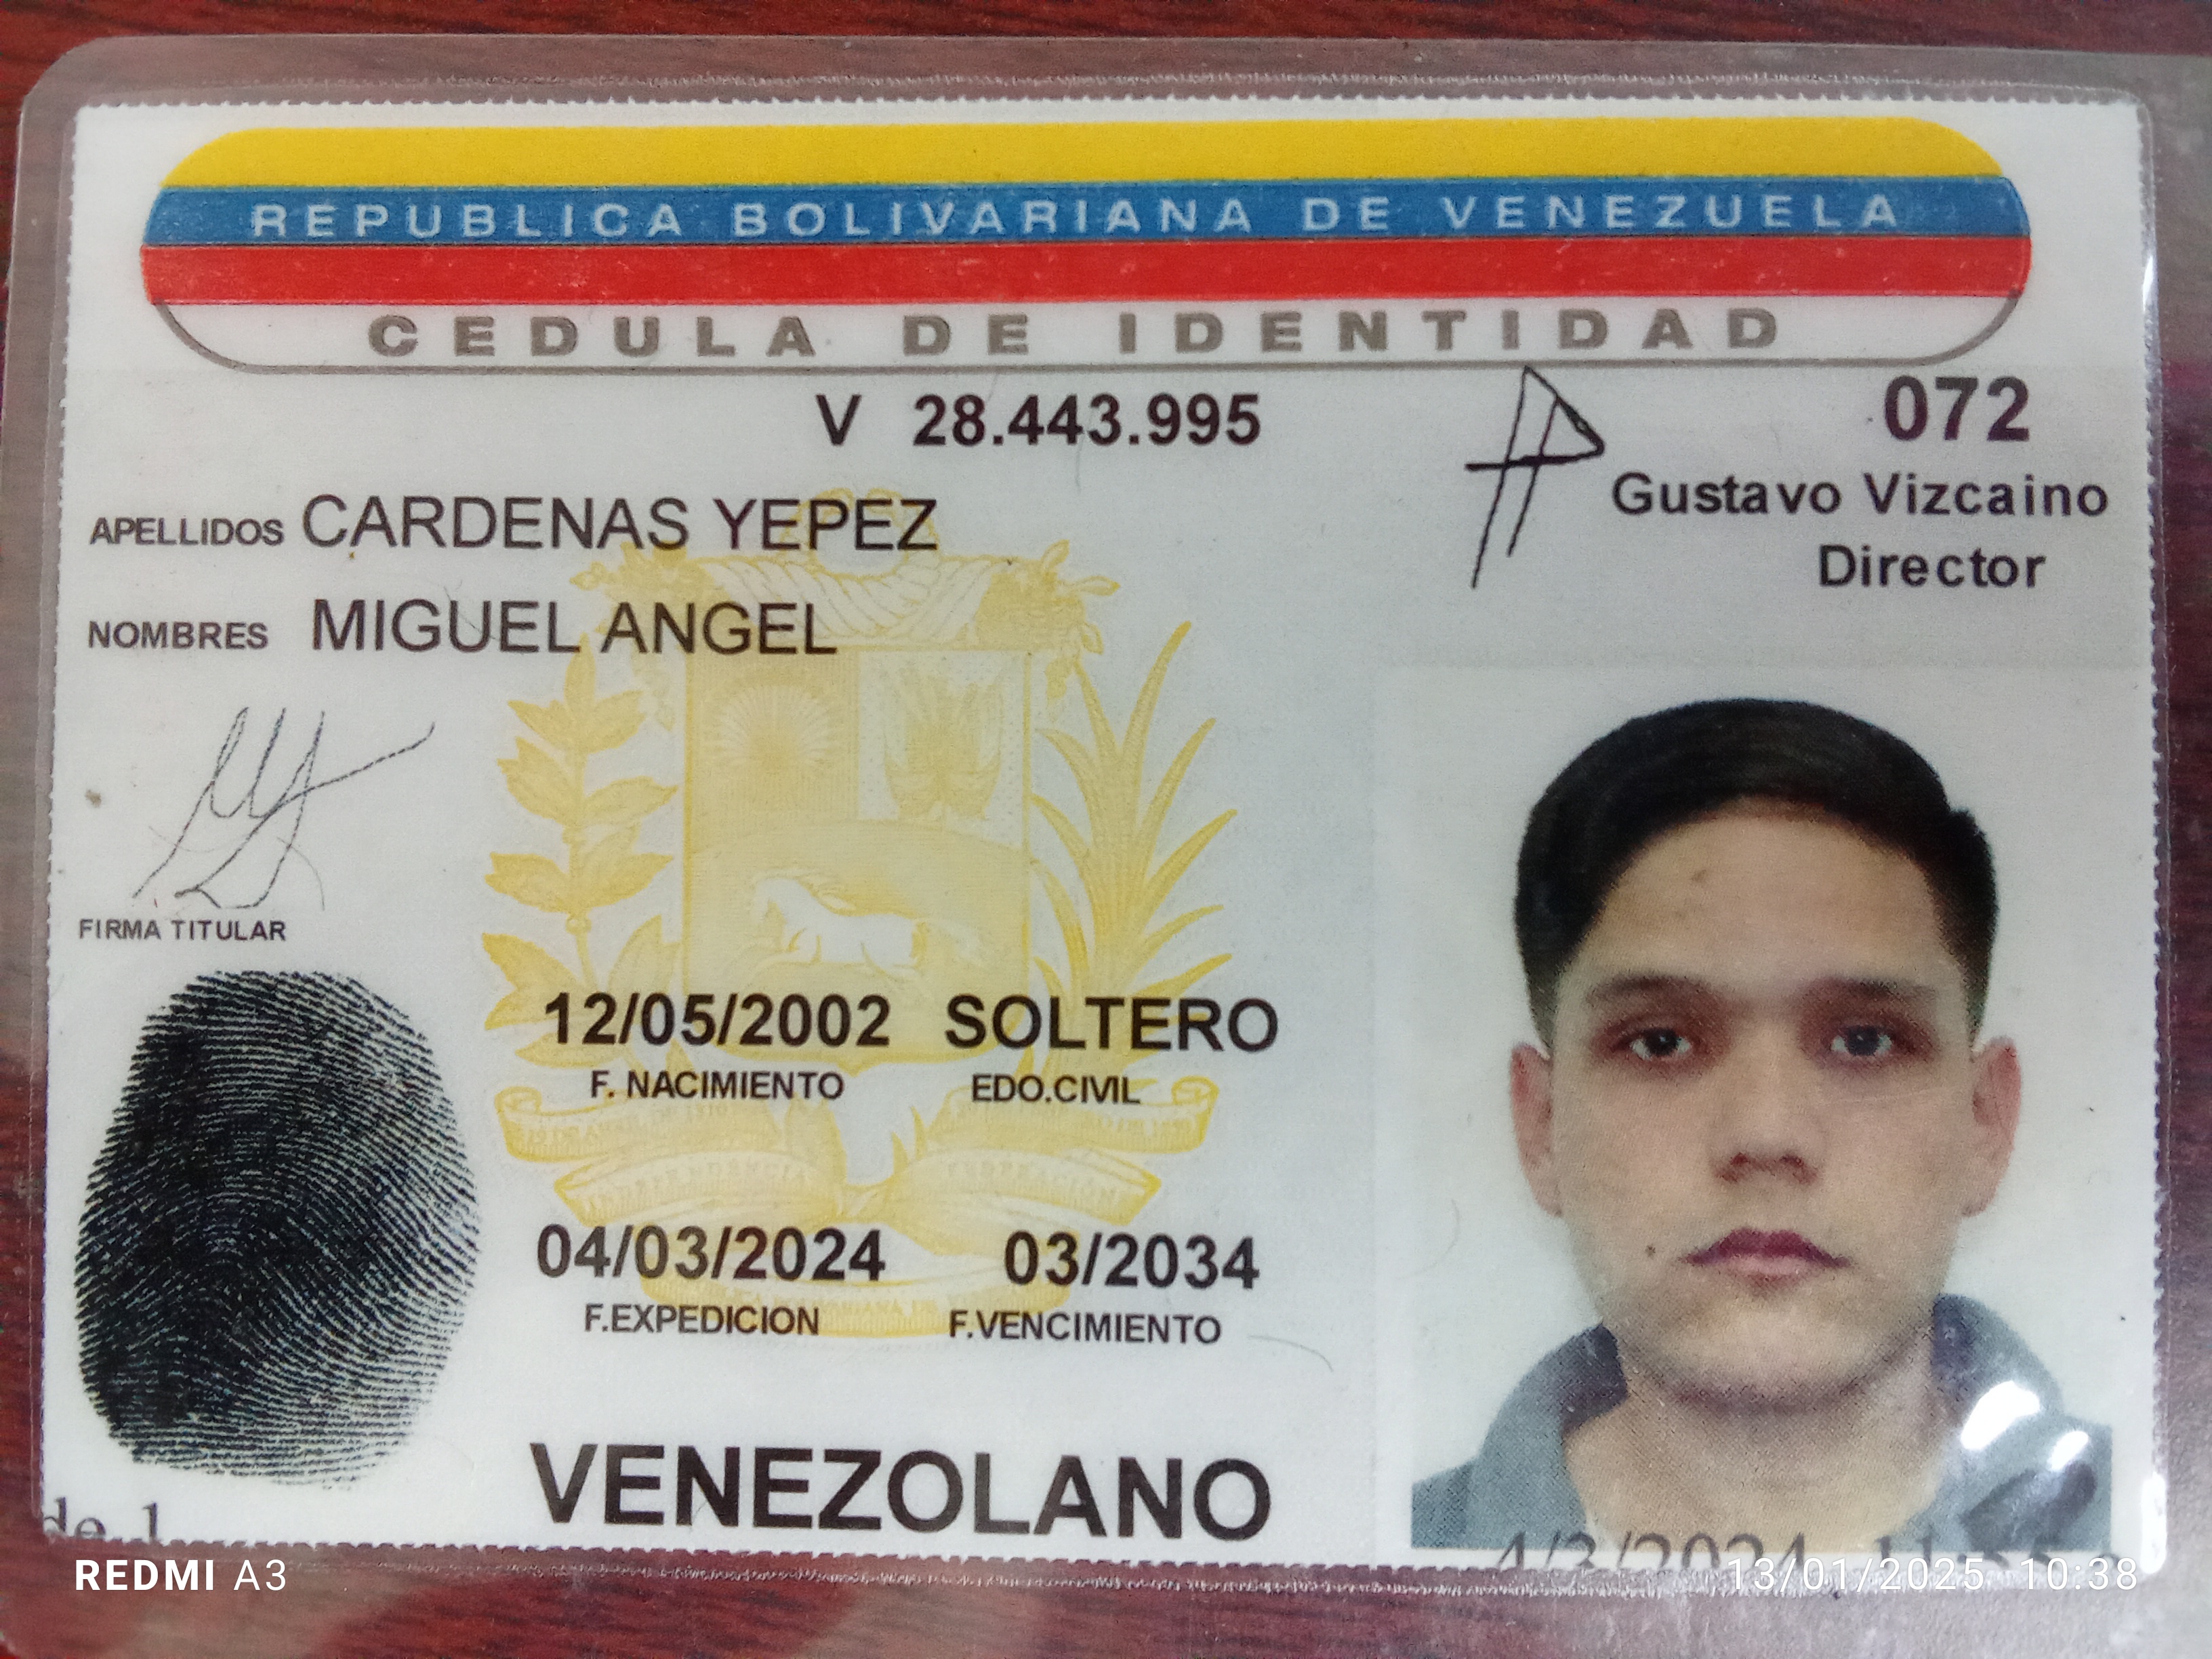 REPUBLICA BOLIVARIANA DE VENEZUELA
CEDULA DE IDENTIDAD
V 28.443.995
072
Gustavo Vizcaino
Director
APELLIDOS CARDENAS YEPEZ
NOMBRES MIGUEL ANGEL
FIRMA TITULAR
12/05/2002 SOLTERO
F. NACIMIENTO EDO.CIVIL
04/03/2024 03/2034
F.EXPEDICION F.VENCIMIENTO
VENEZOLANO
de 1
4/3/2024
REDMI A3
13/01/2025 10:38